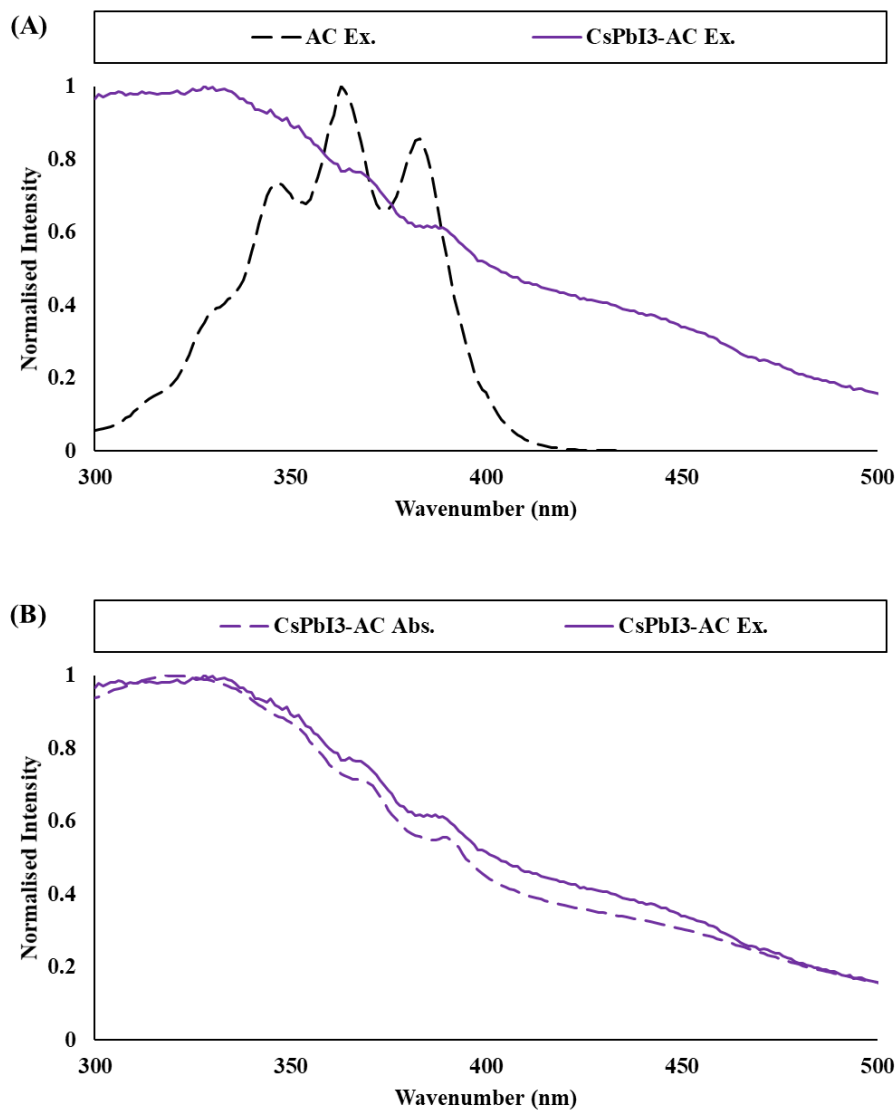 (A)
AC Ex. CsPbI3-AC Ex.
Normalised Intensity
1
0.8
0.6
0.4
0.2
0
300 350 400 450 500
Wavenumber (nm)
(B)
CsPbI3-AC Abs. CsPbI3-AC Ex.
Normalised Intensity
1
0.8
0.6
0.4
0.2
0
300 350 400 450 500
Wavenumber (nm)